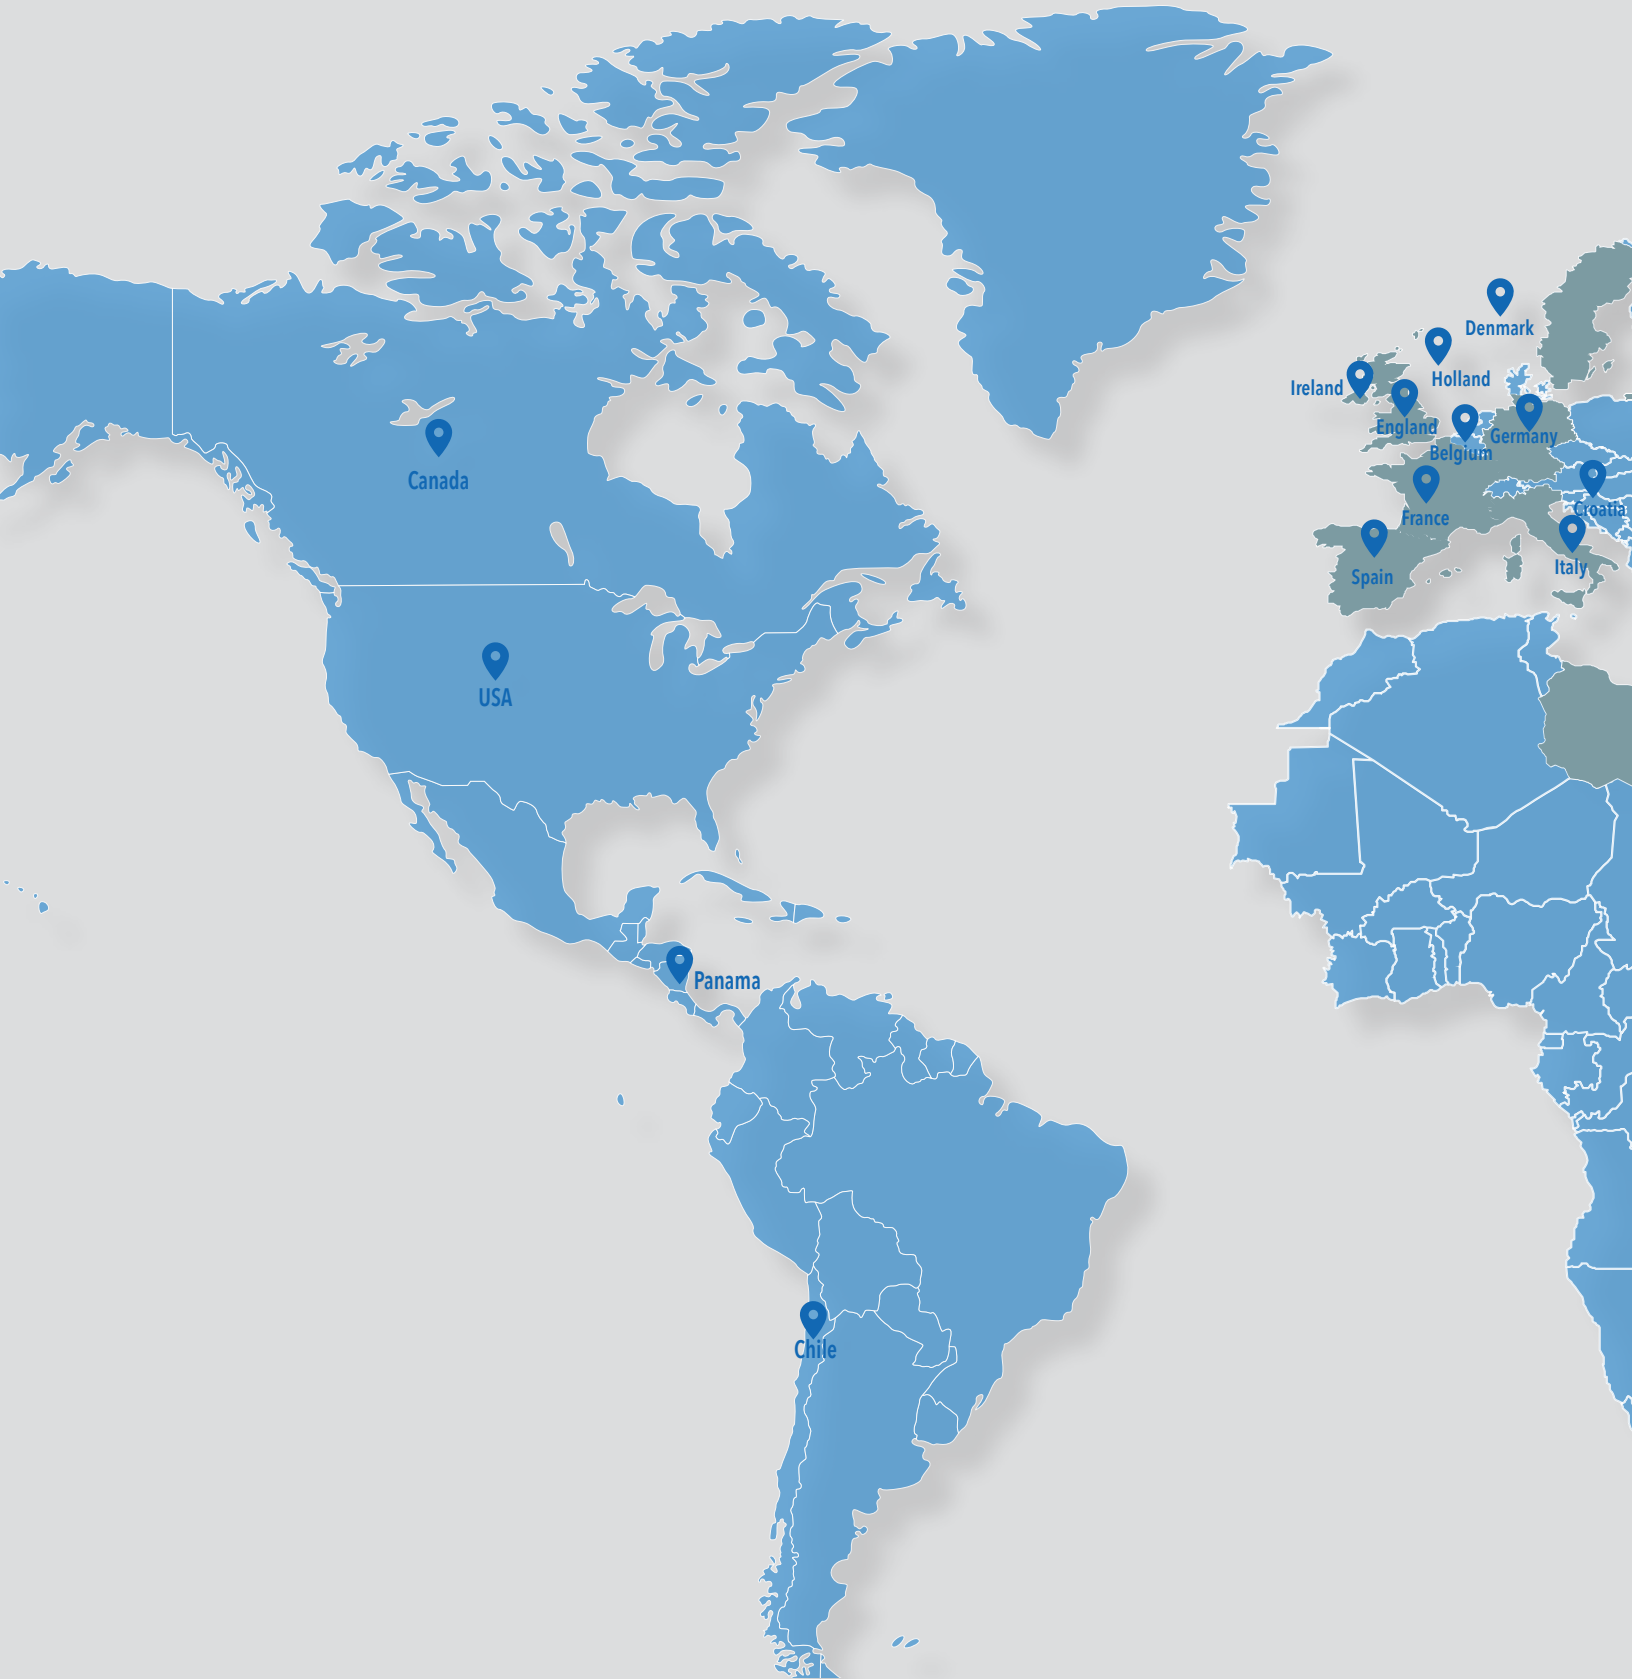 Denmark
Holland
Ireland
England
Germany
Belgium
Canada
Croatia
France
Italy
Spain
USA
Panama
Chile